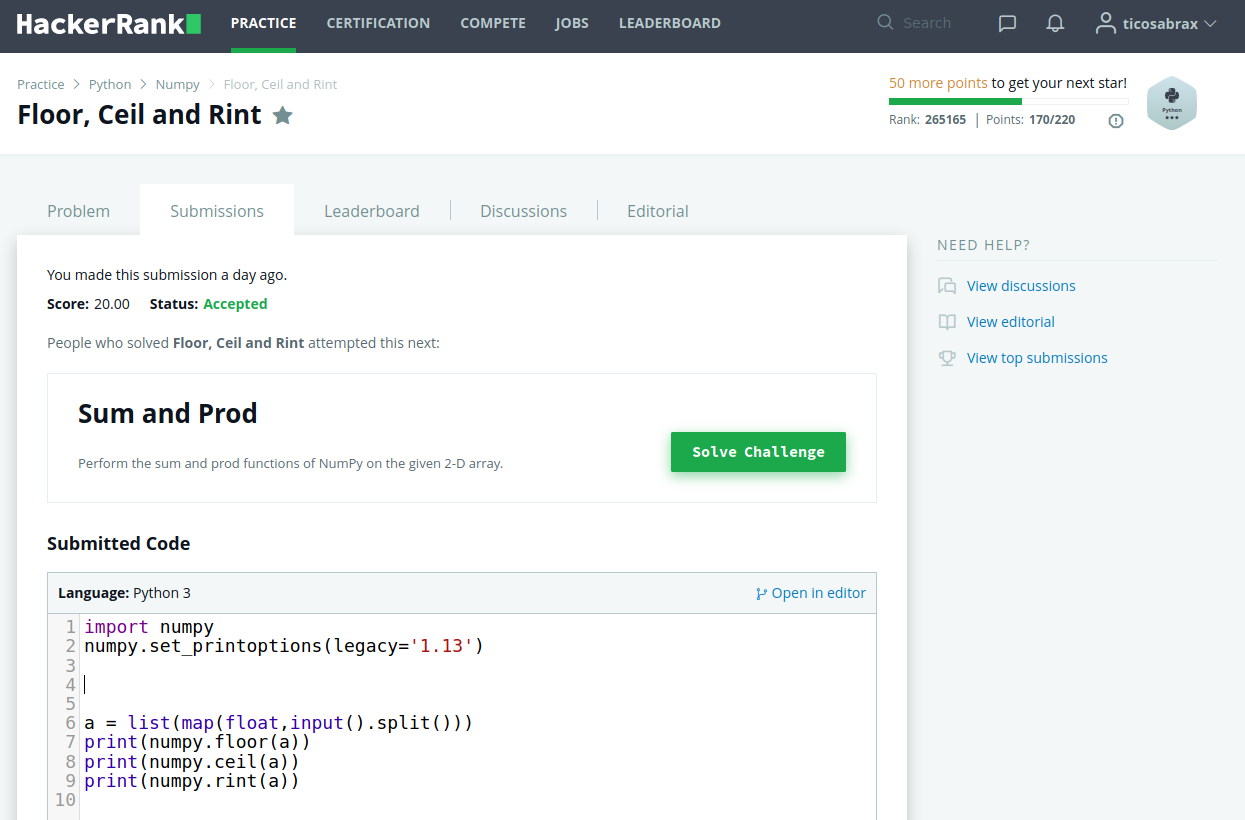 HackerRank PRACTICE CERTIFICATION COMPETE JOBS LEADERBOARD Search ticosabrax
Practice > Python > Numpy > Floor, Ceil and Rint
Floor, Ceil and Rint
50 more points to get your next star!
Rank: 265165 | Points: 170/220
Python
Problem Submissions Leaderboard Discussions Editorial
You made this submission a day ago.
Score: 20.00 Status: Accepted
People who solved Floor, Ceil and Rint attempted this next:
Sum and Prod
Perform the sum and prod functions of NumPy on the given 2-D array.
Solve Challenge
Submitted Code
Language: Python 3 Open in editor
1 import numpy
2 numpy.set_printoptions(legacy='1.13')
3
4
5
6 a = list(map(float,input().split()))
7 print(numpy.floor(a))
8 print(numpy.ceil(a))
9 print(numpy.rint(a))
10
NEED HELP?
View discussions
View editorial
View top submissions